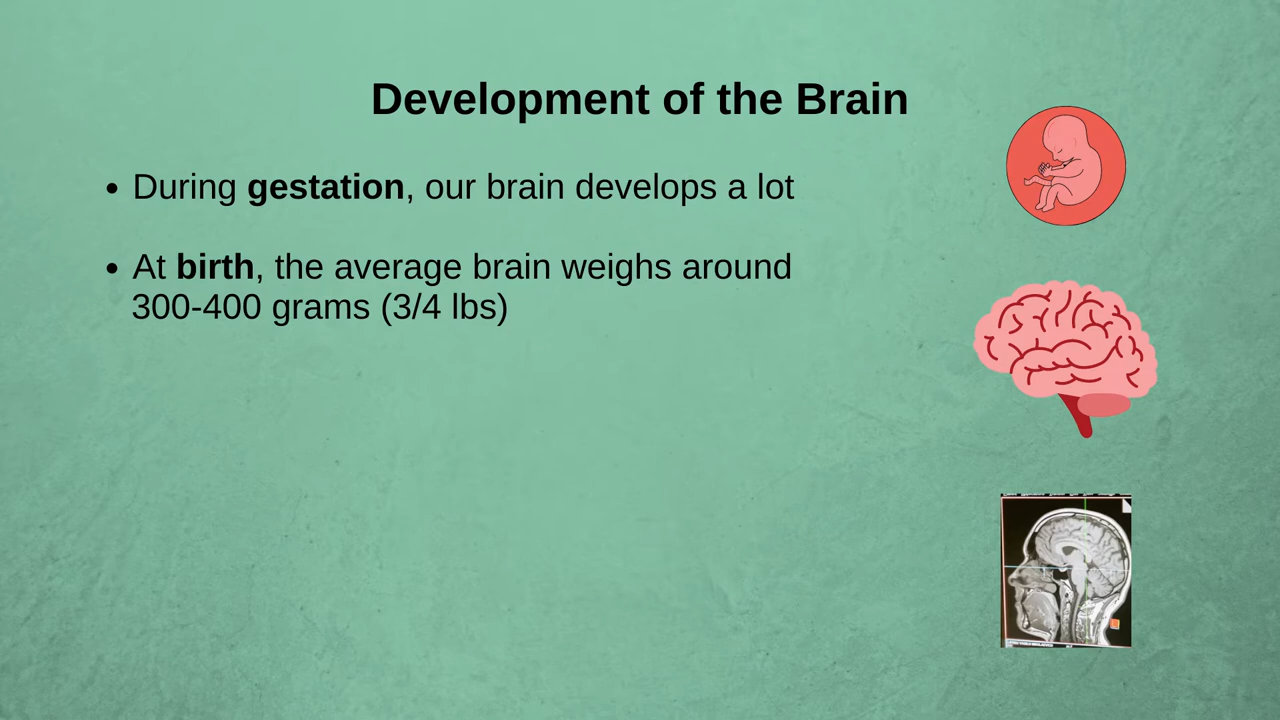 Development of the Brain
• During gestation, our brain develops a lot
• At birth, the average brain weighs around
300-400 grams (3/4 lbs)